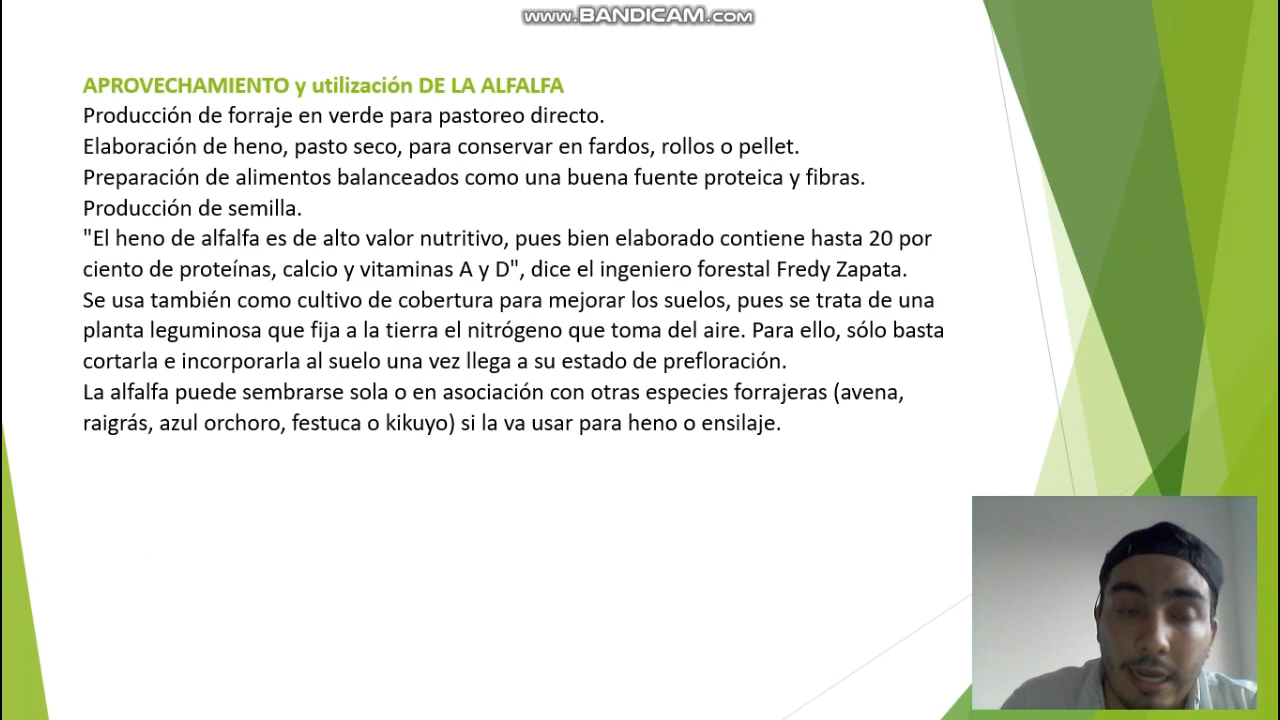 www.BANDICAM.com
APROVECHAMIENTO y utilización DE LA ALFALFA
Producción de forraje en verde para pastoreo directo.
Elaboración de heno, pasto seco, para conservar en fardos, rollos o pellet.
Preparación de alimentos balanceados como una buena fuente proteica y fibras.
Producción de semilla.
"El heno de alfalfa es de alto valor nutritivo, pues bien elaborado contiene hasta 20 por
ciento de proteínas, calcio y vitaminas A y D", dice el ingeniero forestal Fredy Zapata.
Se usa también como cultivo de cobertura para mejorar los suelos, pues se trata de una
planta leguminosa que fija a la tierra el nitrógeno que toma del aire. Para ello, sólo basta
cortarla e incorporarla al suelo una vez llega a su estado de prefloración.
La alfalfa puede sembrarse sola o en asociación con otras especies forrajeras (avena,
raigrás, azul orchoro, festuca o kikuyo) si la va usar para heno o ensilaje.